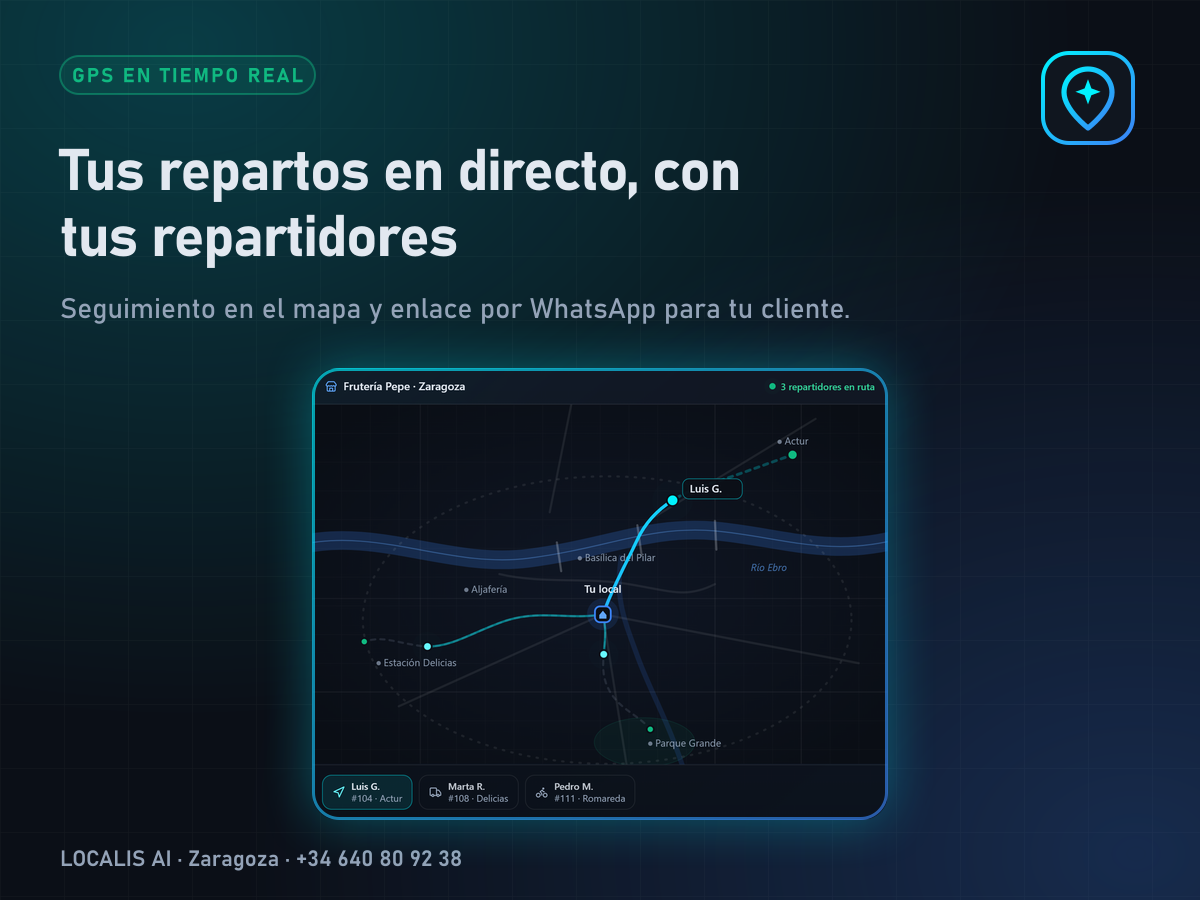 GPS EN TIEMPO REAL
Tus repartos en directo, con
tus repartidores
Seguimiento en el mapa y enlace por WhatsApp para tu cliente.
Frutería Pepe · Zaragoza
3 repartidores en ruta
Actur
Luis G.
Basílica del Pilar
Río Ebro
Aljafería
Tu local
Estación Delicias
Parque Grande
Luis G.
#104 · Actur
Marta R.
#108 · Delicias
Pedro M.
#111 · Romareda
LOCALIS AI · Zaragoza · +34 640 80 92 38